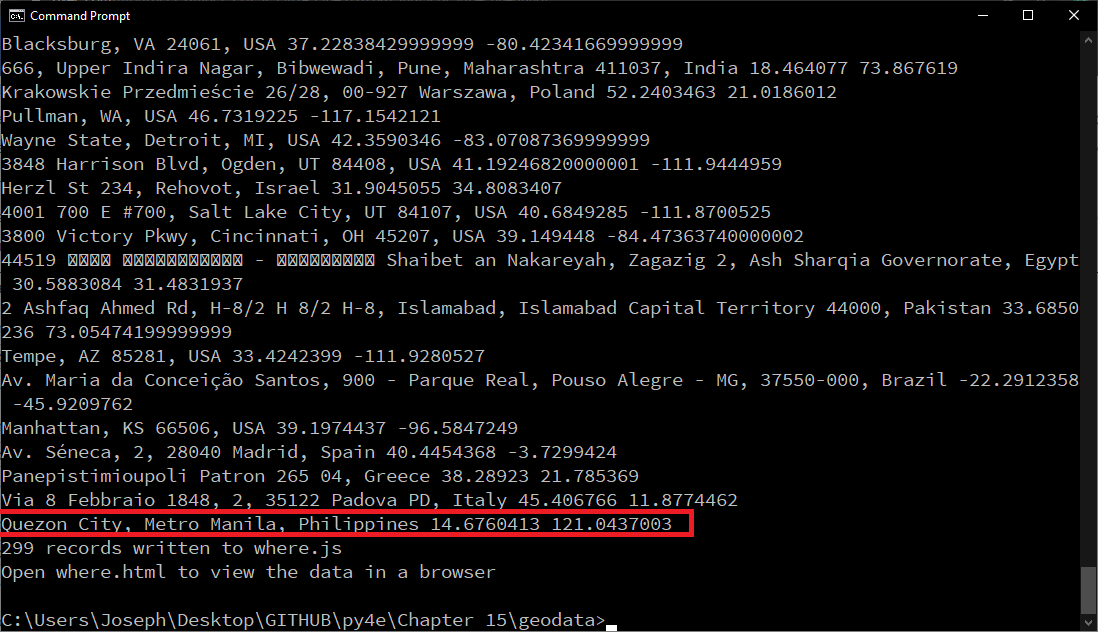 Command Prompt
Blacksburg, VA 24061, USA 37.22838429999999 -80.42341669999999
666, Upper Indira Nagar, Bibwewadi, Pune, Maharashtra 411037, India 18.464077 73.867619
Krakowskie Przedmieście 26/28, 00-927 Warszawa, Poland 52.2403463 21.0186012
Pullman, WA, USA 46.7319225 -117.1542121
Wayne State, Detroit, MI, USA 42.3590346 -83.07087369999999
3848 Harrison Blvd, Ogden, UT 84408, USA 41.19246820000001 -111.9444959
Herzl St 234, Rehovot, Israel 31.9045055 34.8083407
4001 700 E #700, Salt Lake City, UT 84107, USA 40.6849285 -111.8700525
3800 Victory Pkwy, Cincinnati, OH 45207, USA 39.149448 -84.47363740000002
44519 - Shaibet an Nakareyah, Zagazig 2, Ash Sharqia Governorate, Egypt
30.5883084 31.4831937
2 Ashfaq Ahmed Rd, H-8/2 H 8/2 H-8, Islamabad, Islamabad Capital Territory 44000, Pakistan 33.6850
236 73.05474199999999
Tempe, AZ 85281, USA 33.4242399 -111.9280527
Av. Maria da Conceição Santos, 900 - Parque Real, Pouso Alegre - MG, 37550-000, Brazil -22.2912358
-45.9209762
Manhattan, KS 66506, USA 39.1974437 -96.5847249
Av. Séneca, 2, 28040 Madrid, Spain 40.4454368 -3.7299424
Panepistimioupoli Patron 265 04, Greece 38.28923 21.785369
Via 8 Febbraio 1848, 2, 35122 Padova PD, Italy 45.406766 11.8774462
Quezon City, Metro Manila, Philippines 14.6760413 121.0437003
299 records written to where.js
Open where.html to view the data in a browser
C:\Users\Joseph\Desktop\GITHUB\py4e\Chapter 15\geodata>